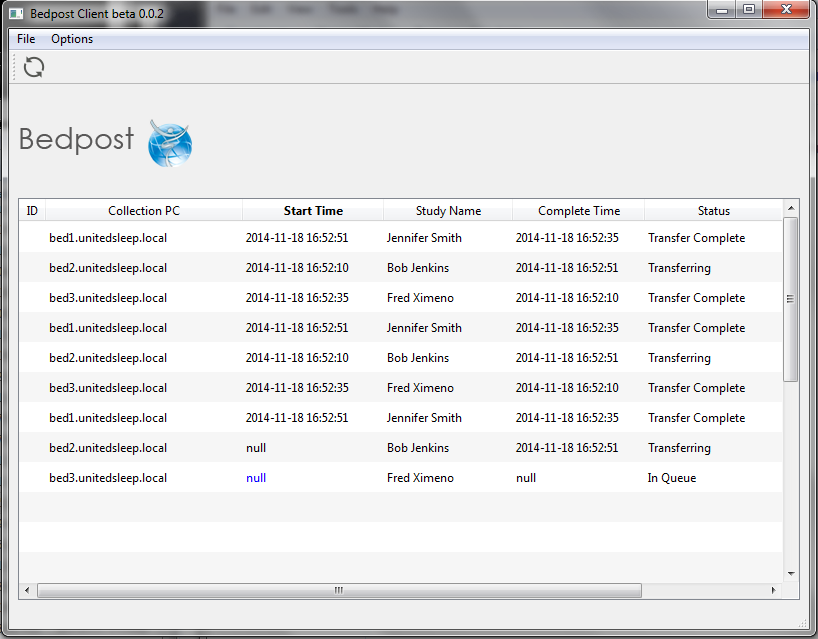 Bedpost Client beta 0.0.2
File Options
Bedpost
ID Collection PC Start Time Study Name Complete Time Status
bed1.unitedsleep.local 2014-11-18 16:52:51 Jennifer Smith 2014-11-18 16:52:35 Transfer Complete
bed2.unitedsleep.local 2014-11-18 16:52:10 Bob Jenkins 2014-11-18 16:52:51 Transferring
bed3.unitedsleep.local 2014-11-18 16:52:35 Fred Ximeno 2014-11-18 16:52:10 Transfer Complete
bed1.unitedsleep.local 2014-11-18 16:52:51 Jennifer Smith 2014-11-18 16:52:35 Transfer Complete
bed2.unitedsleep.local 2014-11-18 16:52:10 Bob Jenkins 2014-11-18 16:52:51 Transferring
bed3.unitedsleep.local 2014-11-18 16:52:35 Fred Ximeno 2014-11-18 16:52:10 Transfer Complete
bed1.unitedsleep.local 2014-11-18 16:52:51 Jennifer Smith 2014-11-18 16:52:35 Transfer Complete
bed2.unitedsleep.local null Bob Jenkins 2014-11-18 16:52:51 Transferring
bed3.unitedsleep.local null Fred Ximeno null In Queue